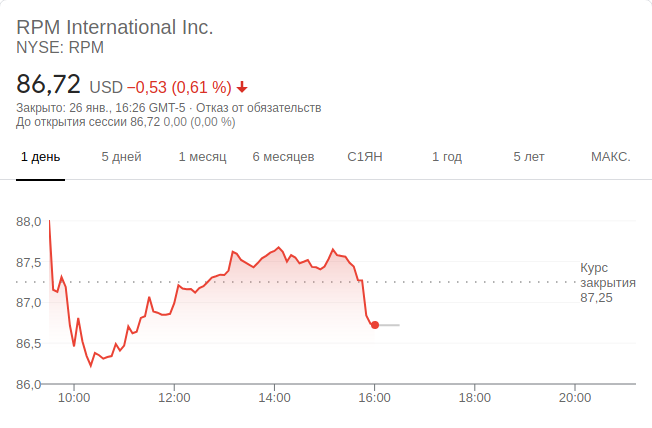 RPM International Inc.
NYSE: RPM
86,72 USD −0,53 (0,61 %)
Закрыто: 26 янв., 16:26 GMT-5 · Отказ от обязательств
До открытия сессии 86,72 0,00 (0,00 %)
1 день 5 дней 1 месяц 6 месяцев С1ЯН 1 год 5 лет МАКС.
88,0
87,5
Курс
закрытия
87,25
87,0
86,5
86,0
10:00 12:00 14:00 16:00 18:00 20:00